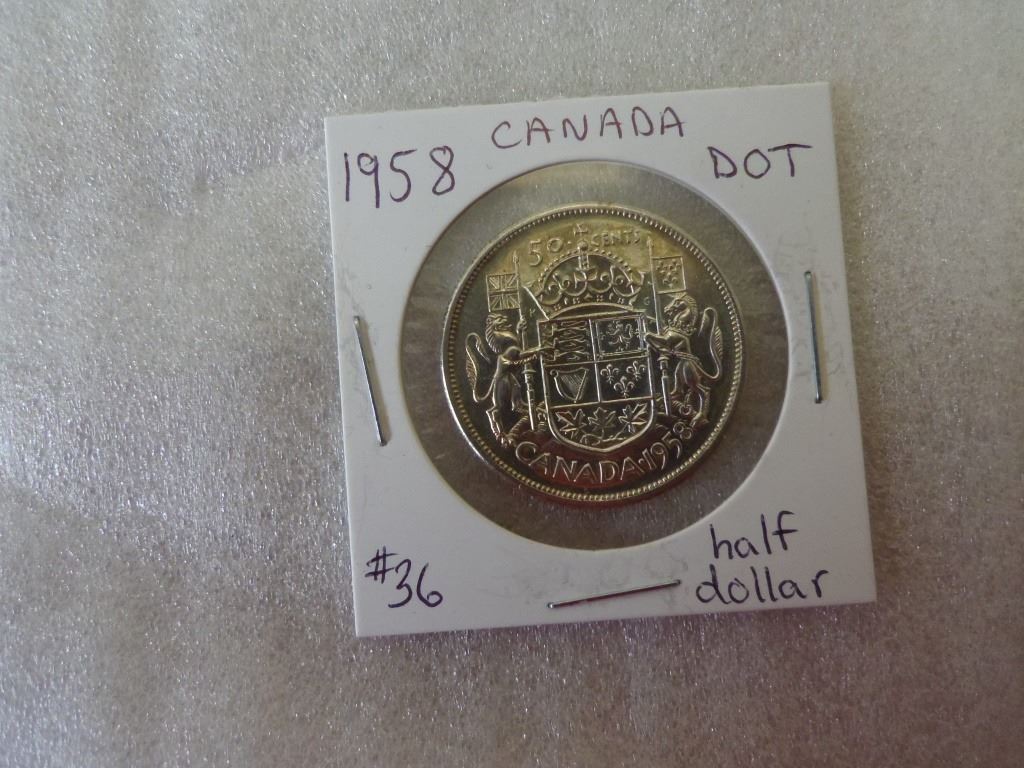 CANADA
1958
DOT
50 CENTS
CANADA·1958
#36
half
dollar